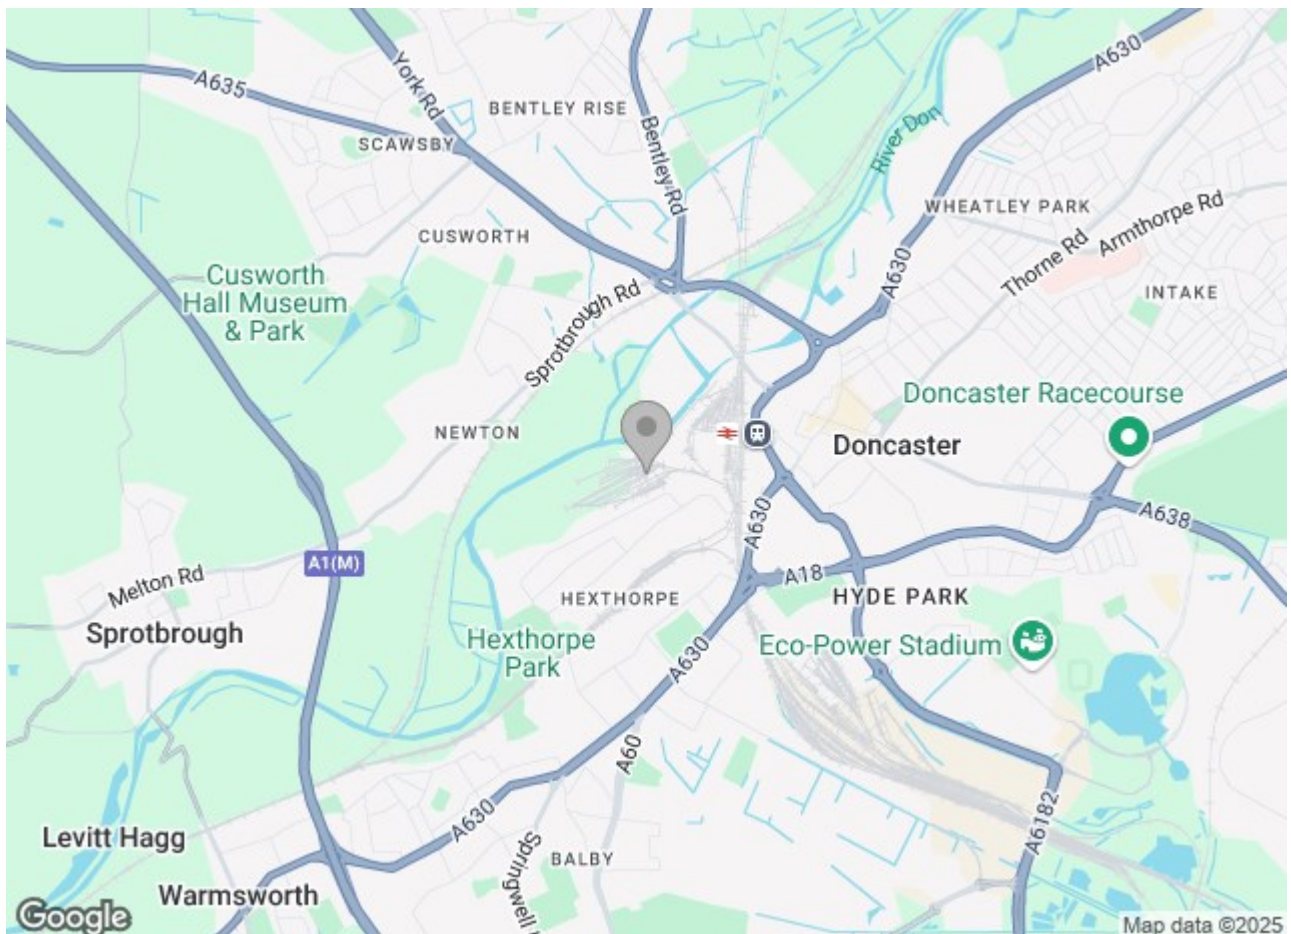 A635
York Rd
BENTLEY RISE
SCAWSBY
Bentley Rd
River Don
A630
WHEATLEY PARK
Armthorpe Rd
Thorne Rd
CUSWORTH
Cusworth
Hall Museum
& Park
A630
INTAKE
Sprotbrough Rd
Doncaster Racecourse
NEWTON
Doncaster
A638
A630
A1(M)
Melton Rd
A18
HEXTHORPE
HYDE PARK
Sprotbrough
Hexthorpe
Park
A630
Eco-Power Stadium
A60
A630
A6182
Levitt Hagg
Springwell
BALBY
Warmsworth
Google
Map data ©2025